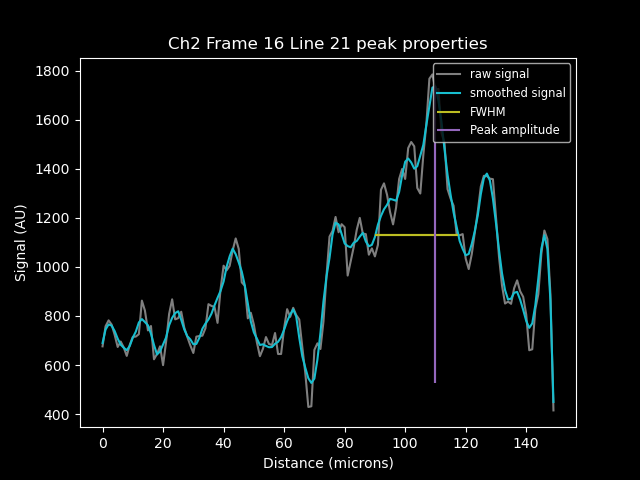 Ch2 Frame 16 Line 21 peak properties
raw signal
smoothed signal
FWHM
Peak amplitude
Signal (AU)
1800
1600
1400
1200
1000
800
600
400
0 20 40 60 80 100 120 140
Distance (microns)